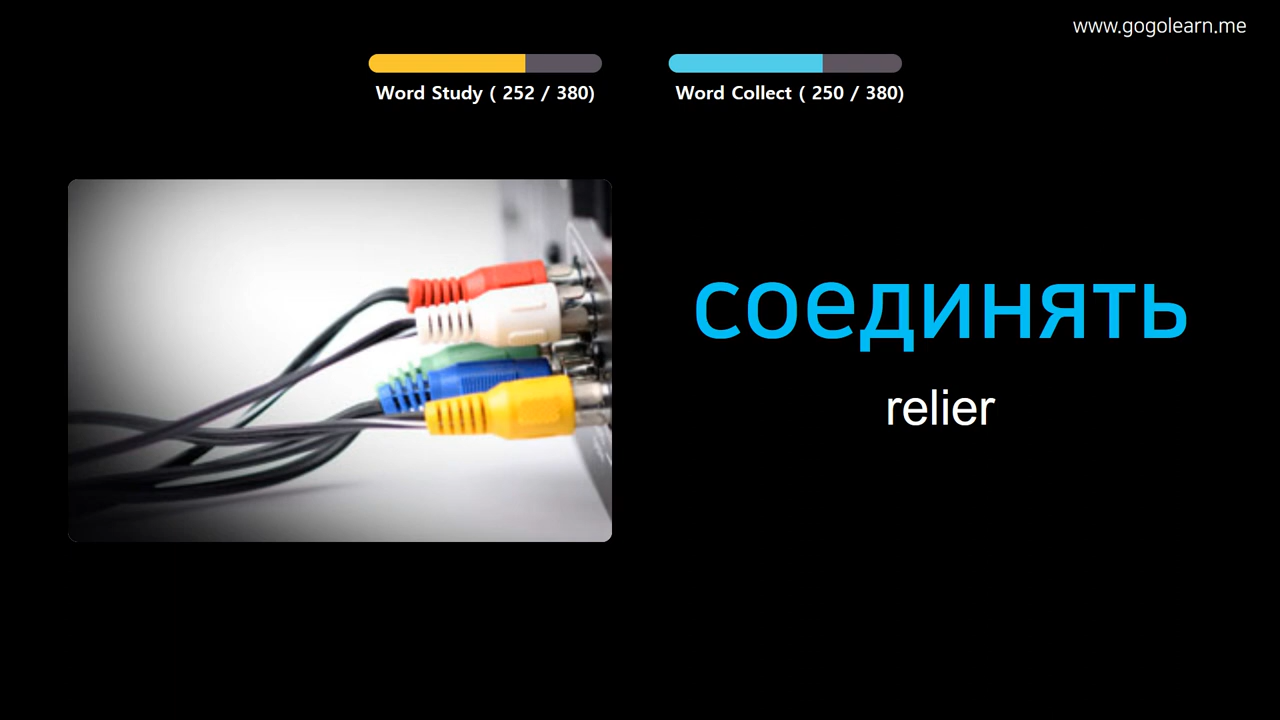 www.gogolearn.me
Word Study ( 252 / 380)
Word Collect ( 250 / 380)
соединять
relier